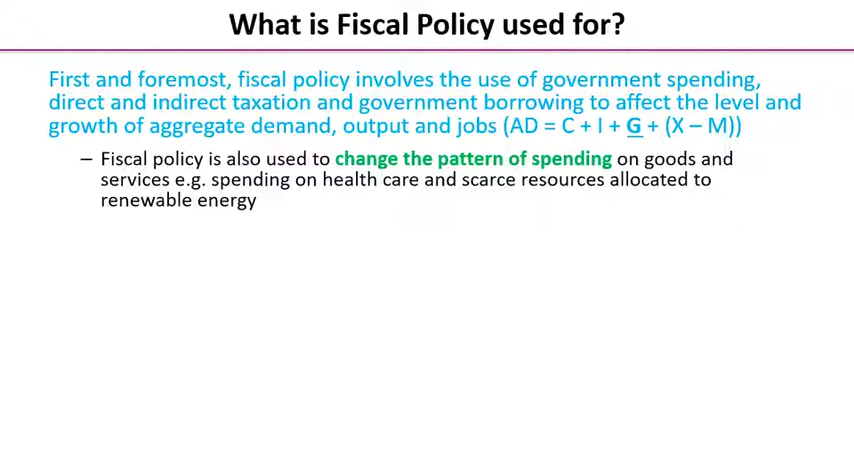 What is Fiscal Policy used for?
First and foremost, fiscal policy involves the use of government spending,
direct and indirect taxation and government borrowing to affect the level and
growth of aggregate demand, output and jobs (AD = C + I + G + (X – M))
– Fiscal policy is also used to change the pattern of spending on goods and
services e.g. spending on health care and scarce resources allocated to
renewable energy